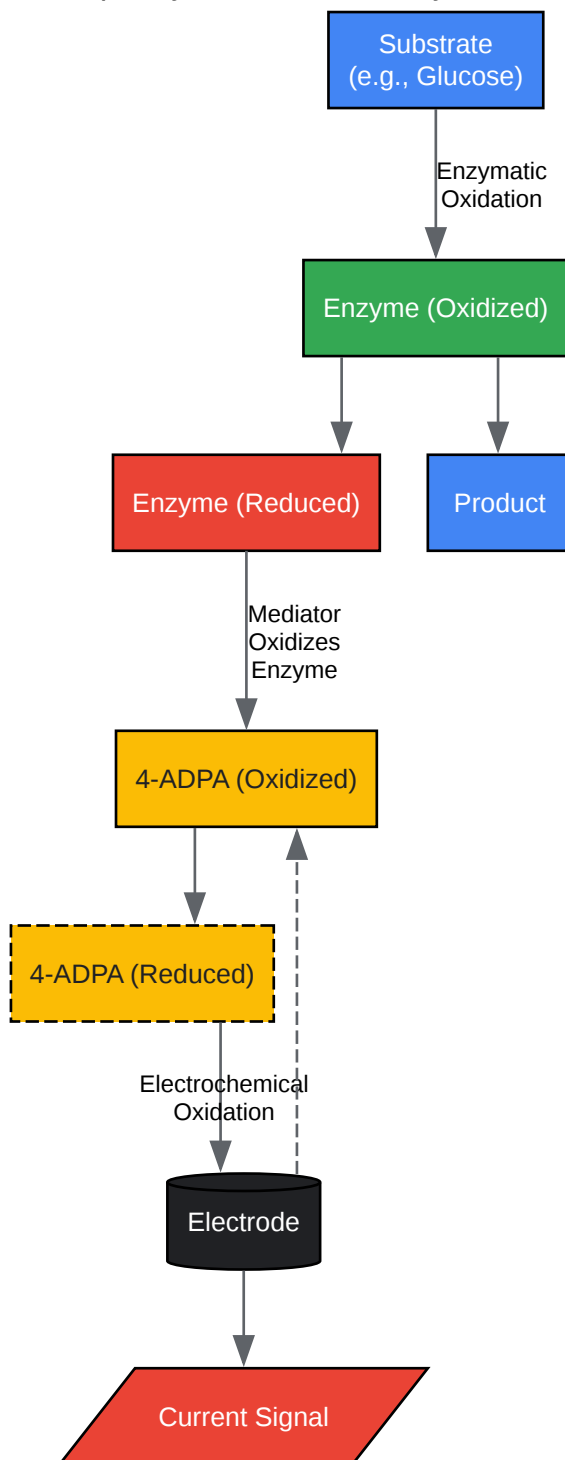 Substrate
(e.g., Glucose)
Enzymatic
Oxidation
Enzyme (Oxidized)
Enzyme (Reduced)
Product
Mediator
Oxidizes
Enzyme
4-ADPA (Oxidized)
4-ADPA (Reduced)
Electrochemical
Oxidation
Electrode
Current Signal